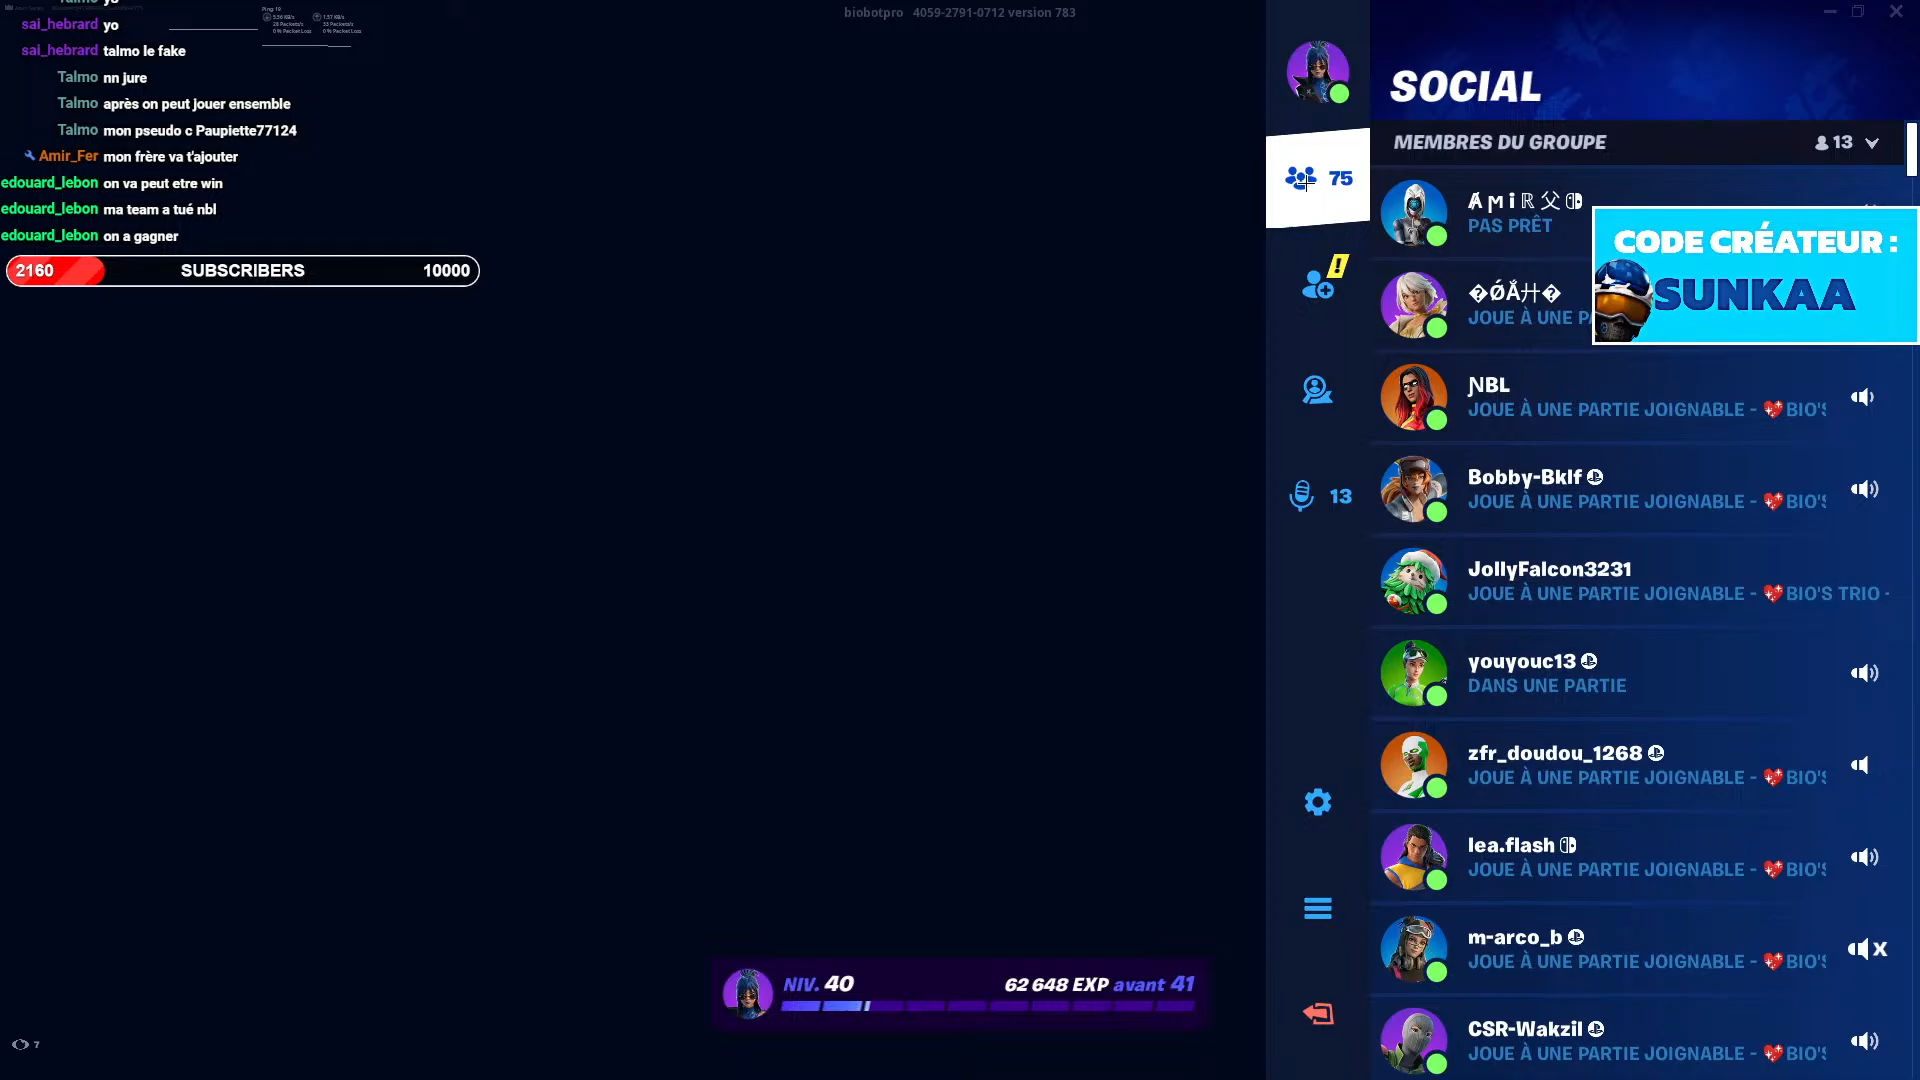 sai_hebrard yo
sai_hebrard talmo le fake
Talmo nn jure
Talmo après on peut jouer ensemble
Talmo mon pseudo c Paupiette77124
Amir_Fer mon frère va t'ajouter
edouard_lebon on va peut etre win
edouard_lebon ma team a tué nbl
edouard_lebon on a gagner
2160 SUBSCRIBERS 10000
biobotpro 4059-2791-0712 version 783
75
13
SOCIAL
MEMBRES DU GROUPE 13
PAS PRÊT
JOUE À UNE PA
CODE CRÉATEUR :
SUNKAA
ƝBL
JOUE À UNE PARTIE JOIGNABLE - 💖BIO'S
Bobby-Bklf
JOUE À UNE PARTIE JOIGNABLE - 💖BIO'S
JollyFalcon3231
JOUE À UNE PARTIE JOIGNABLE - 💖BIO'S TRIO -
youyouc13
DANS UNE PARTIE
zfr_doudou_1268
JOUE À UNE PARTIE JOIGNABLE - 💖BIO'S
lea.flash
JOUE À UNE PARTIE JOIGNABLE - 💖BIO'S
m-arco_b
JOUE À UNE PARTIE JOIGNABLE - 💖BIO'S
CSR-Wakzil
JOUE À UNE PARTIE JOIGNABLE - 💖BIO'S
NIV. 40 62 648 EXP avant 41
7